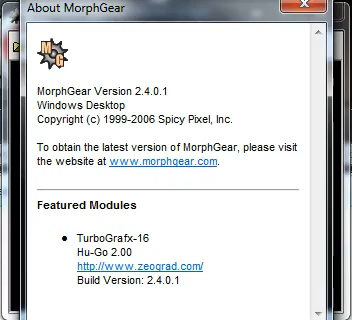 About MorphGear
MG
MorphGear Version 2.4.0.1
Windows Desktop
Copyright (c) 1999-2006 Spicy Pixel, Inc.
To obtain the latest version of MorphGear, please visit
the website at www.morphgear.com.
Featured Modules
TurboGrafx-16
Hu-Go 2.00
http://www.zeograd.com/
Build Version: 2.4.0.1